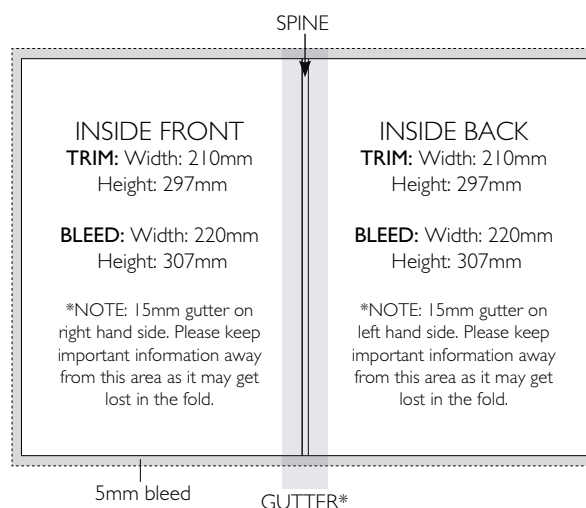 SPINE
INSIDE FRONT
TRIM: Width: 210mm
Height: 297mm
BLEED: Width: 220mm
Height: 307mm
*NOTE: 15mm gutter on
right hand side. Please keep
important information away
from this area as it may get
lost in the fold.
INSIDE BACK
TRIM: Width: 210mm
Height: 297mm
BLEED: Width: 220mm
Height: 307mm
*NOTE: 15mm gutter on
left hand side. Please keep
important information away
from this area as it may get
lost in the fold.
5mm bleed
GUTTER*